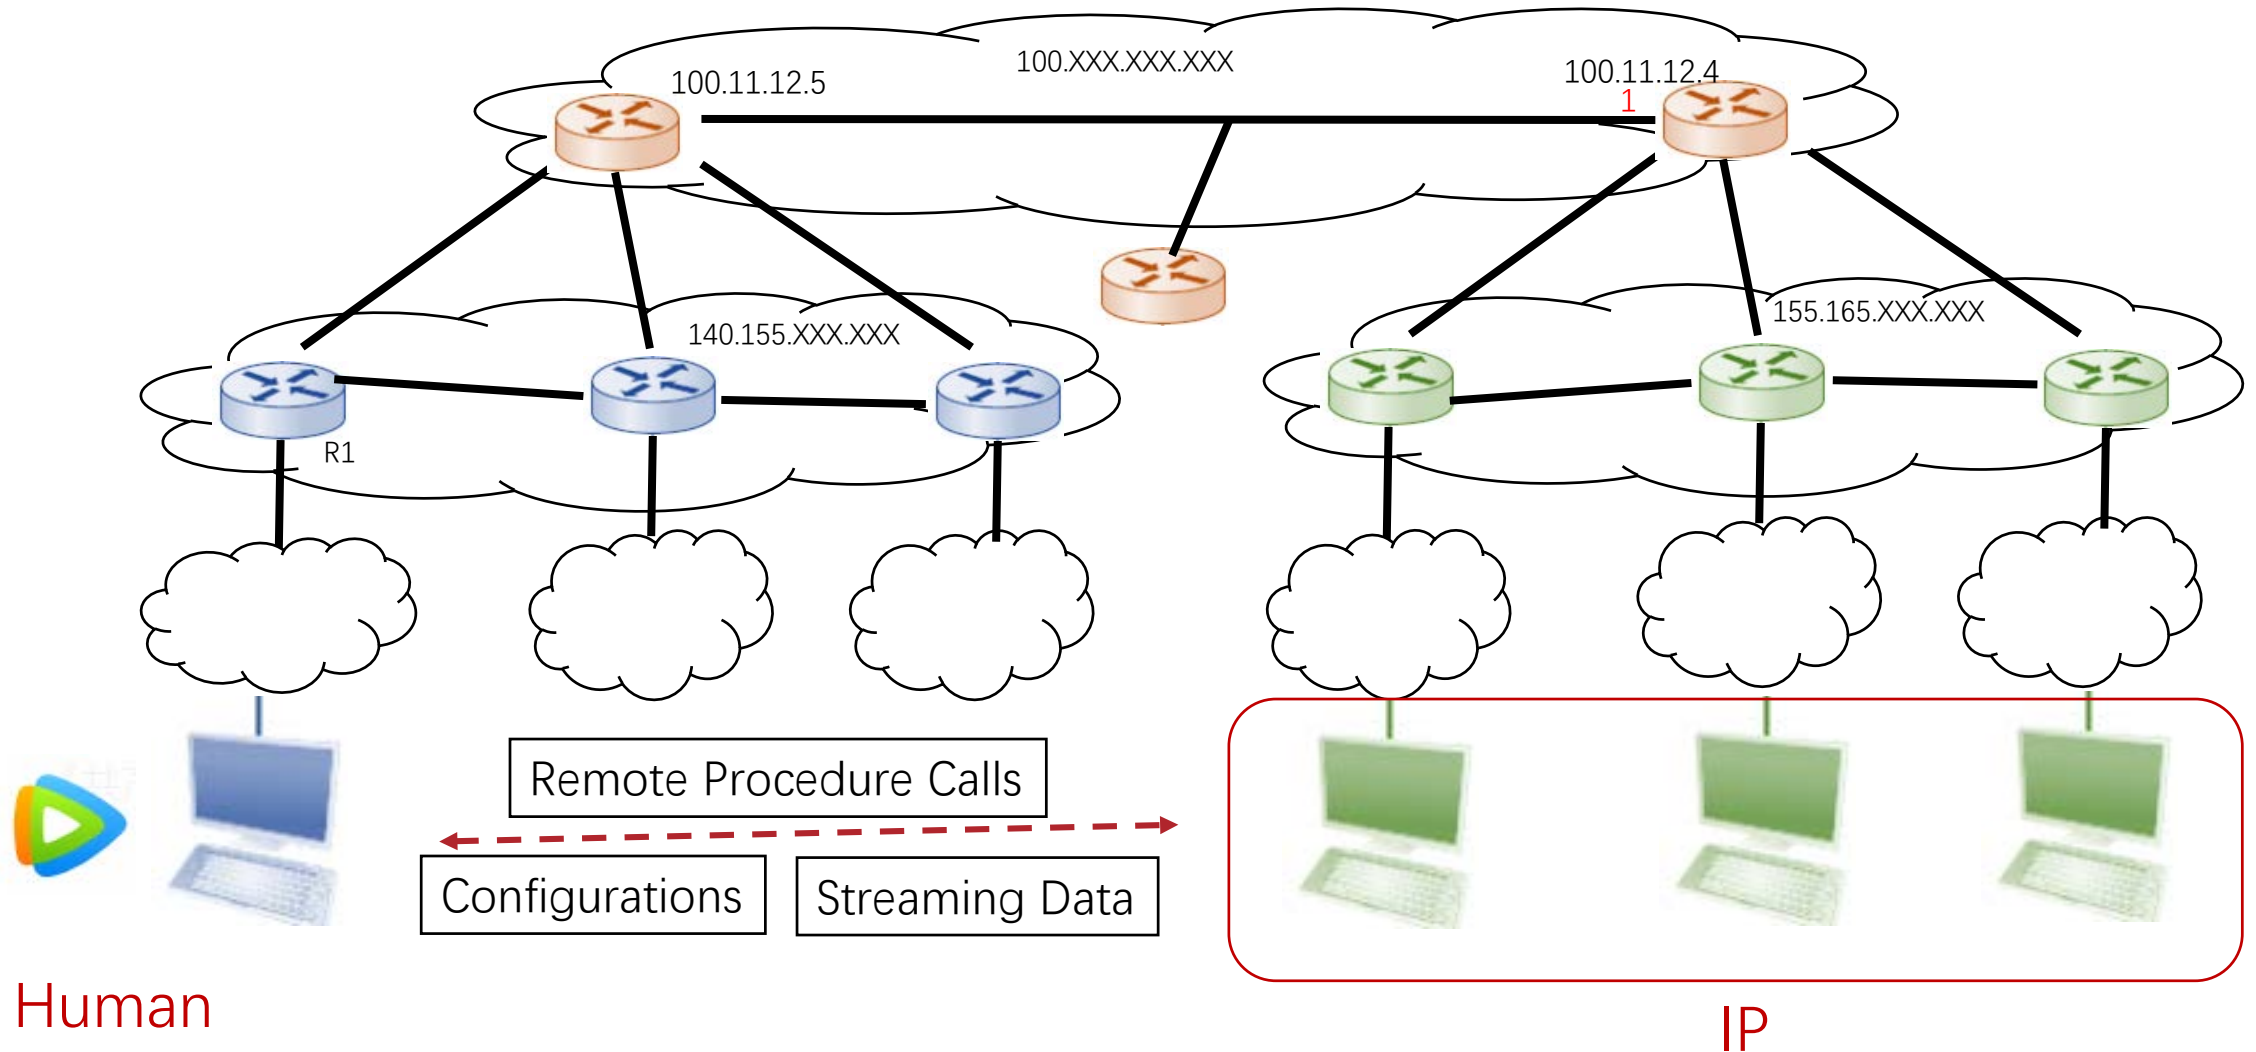 100.XXX.XXX.XXX
100.11.12.5
100.11.12.4
1
140.155.XXX.XXX
155.165.XXX.XXX
R1
Remote Procedure Calls
Configurations
Streaming Data
Human
IP